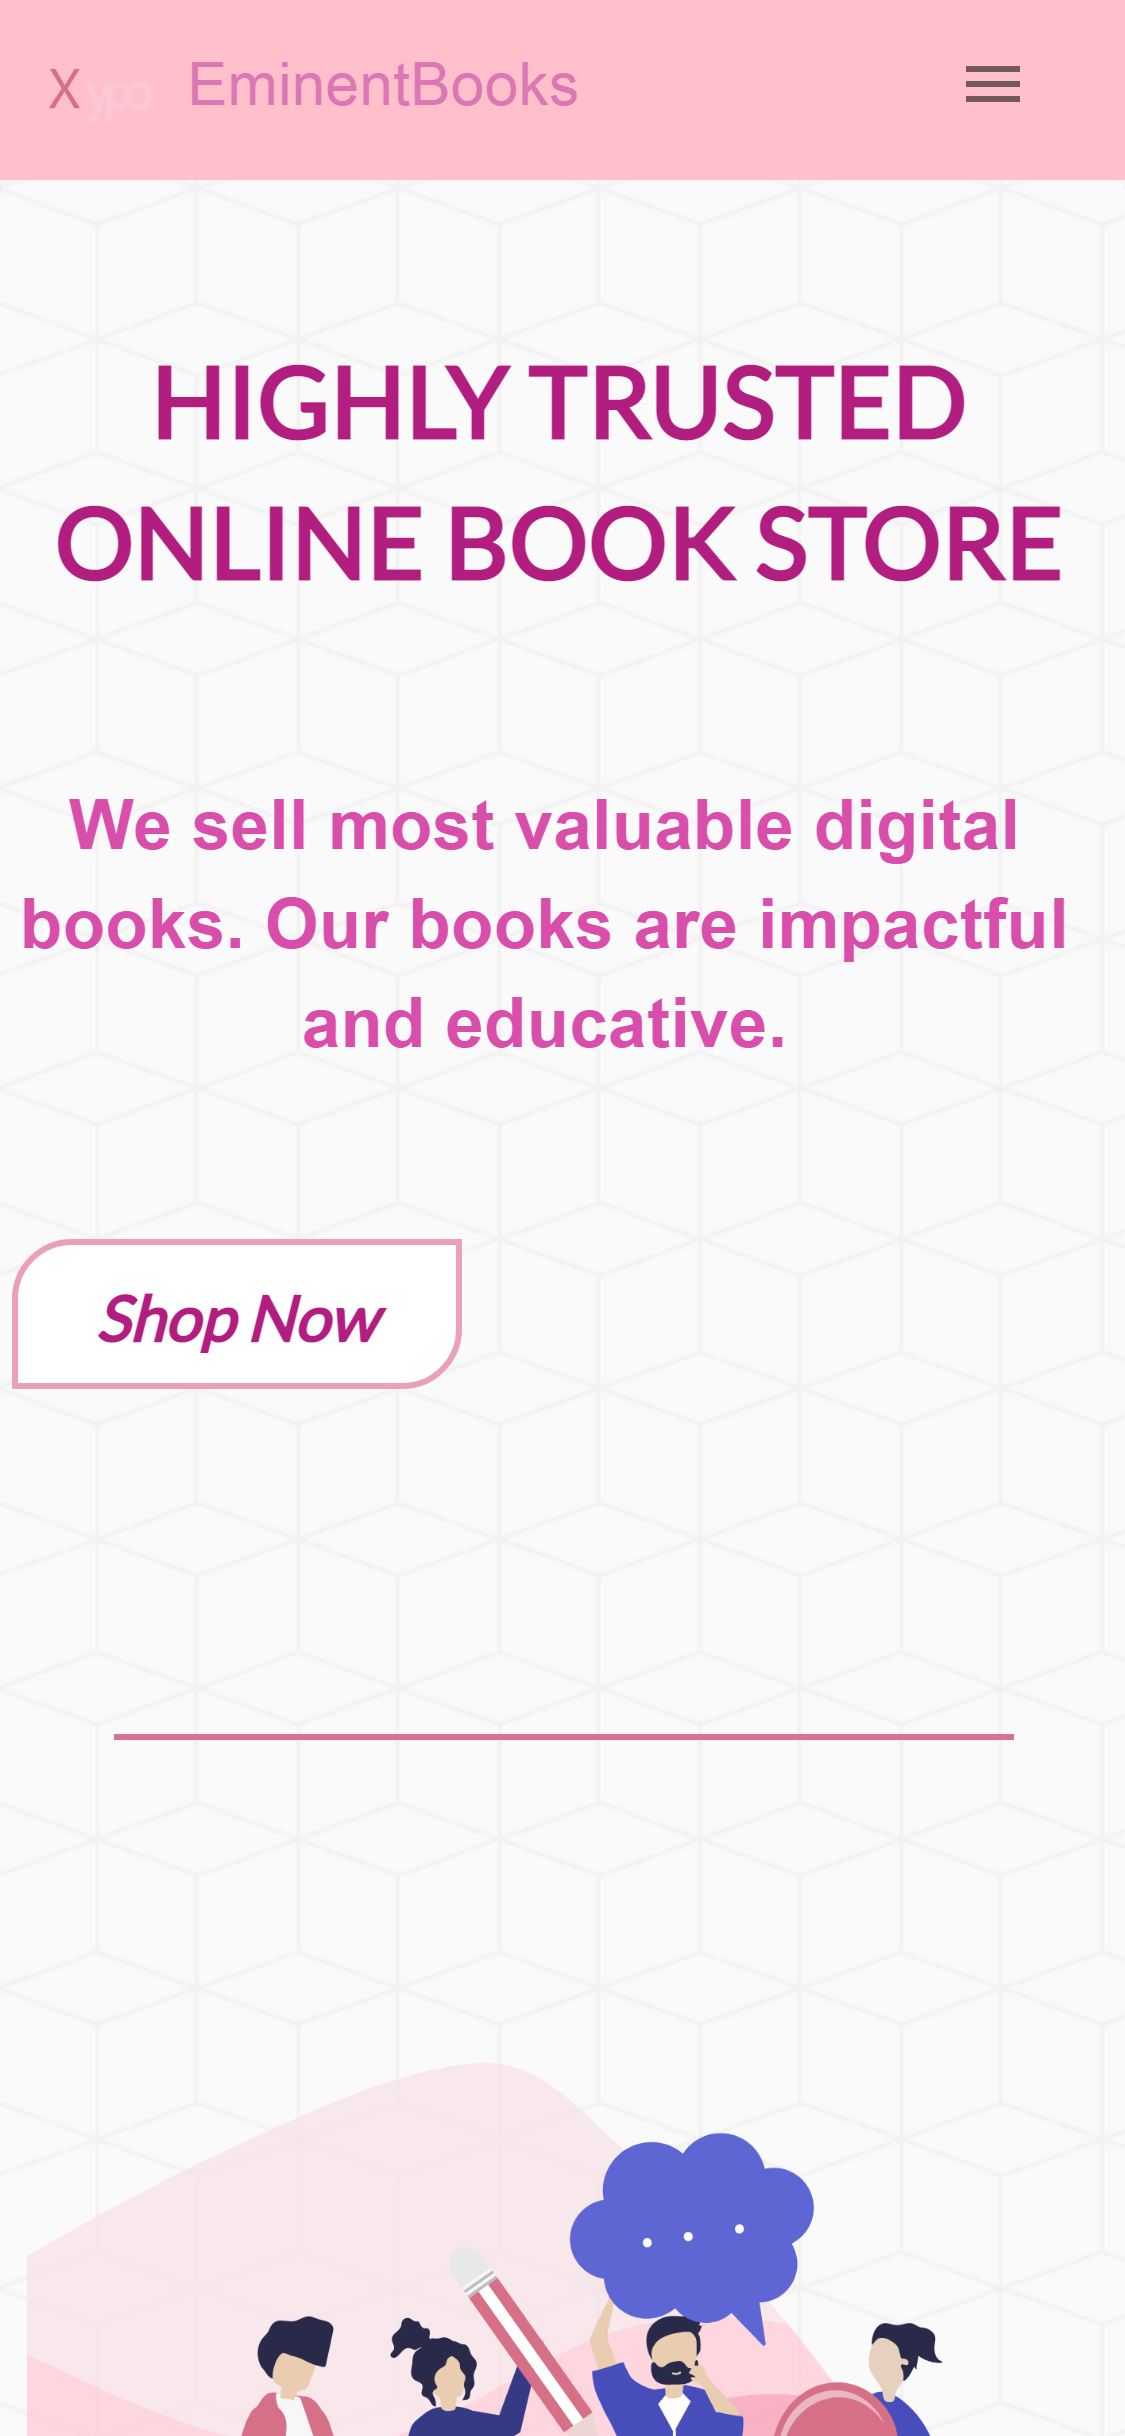 X ypo EminentBooks
HIGHLY TRUSTED
ONLINE BOOK STORE
We sell most valuable digital
books. Our books are impactful
and educative.
Shop Now